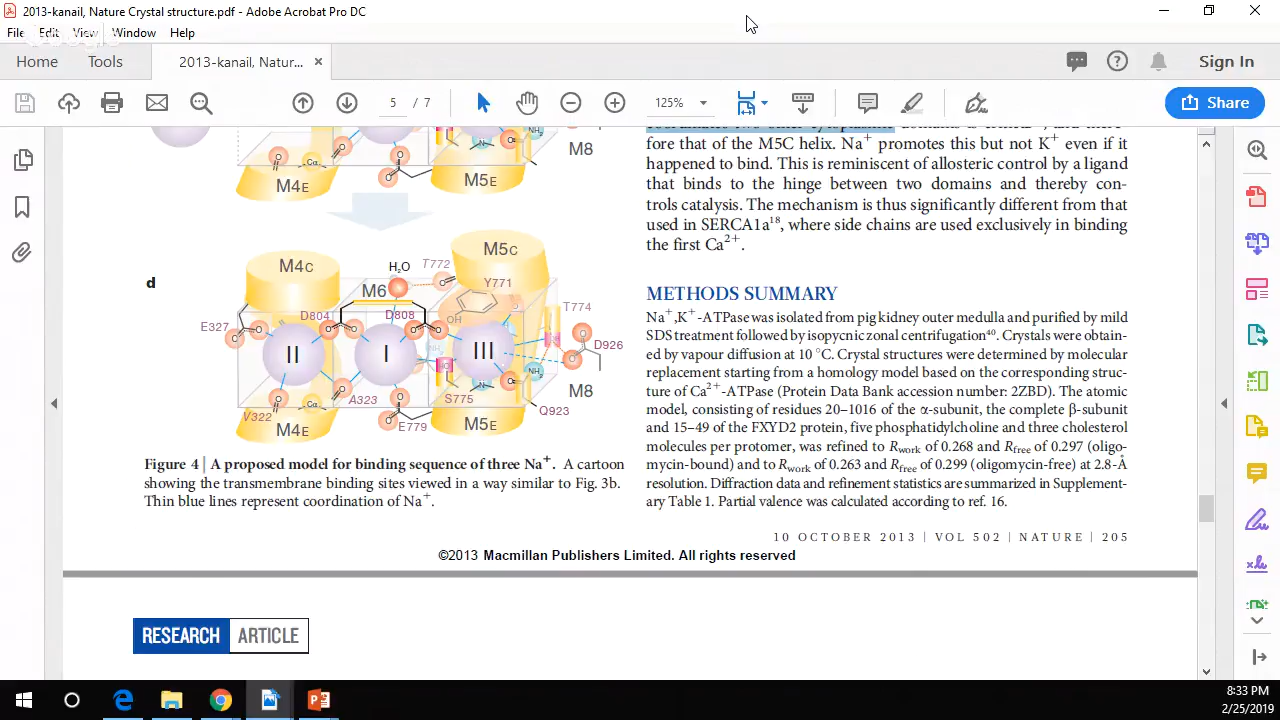 2013-kanail, Nature Crystal structure.pdf - Adobe Acrobat Pro DC
File Edit View Window Help
Home Tools 2013-kanail, Natur... × Sign In
5 / 7 125% Share
M4E M5E M8
Cα O NH₂
d
M4C M5C
H₂O T772
M6 Y771
E327 D804 D808 OH T774
II I III D926
NH₂ M8
V322 Cα A323 S775 Q923
M4E E779 M5E
Figure 4 | A proposed model for binding sequence of three Na⁺. A cartoon
showing the transmembrane binding sites viewed in a way similar to Fig. 3b.
Thin blue lines represent coordination of Na⁺.
fore that of the M5C helix. Na⁺ promotes this but not K⁺ even if it
happened to bind. This is reminiscent of allosteric control by a ligand
that binds to the hinge between two domains and thereby con-
trols catalysis. The mechanism is thus significantly different from that
used in SERCA1a¹⁸, where side chains are used exclusively in binding
the first Ca²⁺.
METHODS SUMMARY
Na⁺,K⁺-ATPase was isolated from pig kidney outer medulla and purified by mild
SDS treatment followed by isopycnic zonal centrifugation⁴⁰. Crystals were obtain-
ed by vapour diffusion at 10 °C. Crystal structures were determined by molecular
replacement starting from a homology model based on the corresponding struc-
ture of Ca²⁺-ATPase (Protein Data Bank accession number: 2ZBD). The atomic
model, consisting of residues 20–1016 of the α-subunit, the complete β-subunit
and 15–49 of the FXYD2 protein, five phosphatidylcholine and three cholesterol
molecules per protomer, was refined to Rwork of 0.268 and Rfree of 0.297 (oligo-
mycin-bound) and to Rwork of 0.263 and Rfree of 0.299 (oligomycin-free) at 2.8-Å
resolution. Diffraction data and refinement statistics are summarized in Supplement-
ary Table 1. Partial valence was calculated according to ref. 16.
10 OCTOBER 2013 | VOL 502 | NATURE | 205
©2013 Macmillan Publishers Limited. All rights reserved
RESEARCH ARTICLE
8:33 PM
2/25/2019